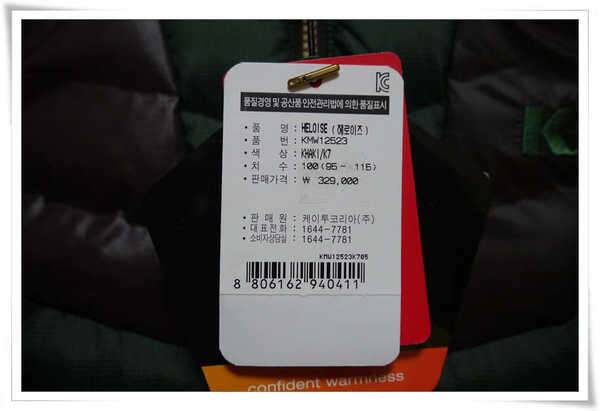 KC
품질경영 및 공산품안전관리법에 의한 품질표시
• 품 명 : HELOISE (헤로이즈)
• 품 번 : KMW12523
• 색 상 : KHAKI/K7
• 치 수 : 100(95- 115)
• 판매가격 : ₩ 329,000
• 판 매 원 : 케이투코리아(주)
• 대표전화 : 1644-7781
• 소비자상담실 : 1644-7781
KMW12523K705
8 806162 940411
confident warmness